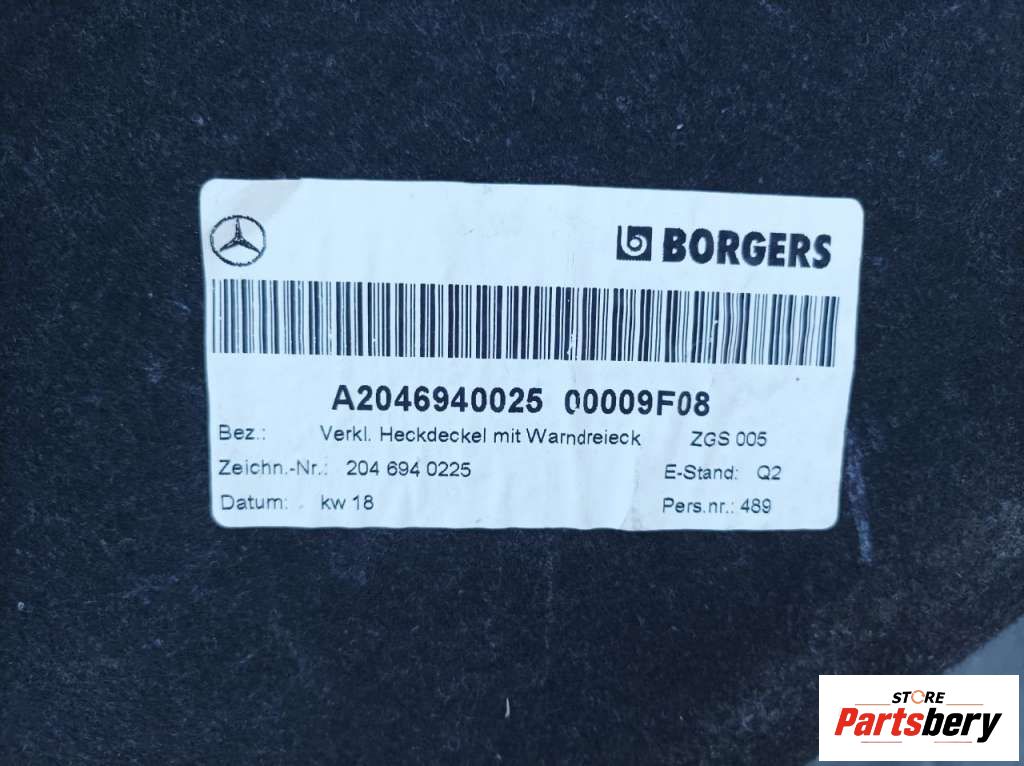 BORGERS
A2046940025 00009F08
Bez.: Verkl. Heckdeckel mit Warndreieck ZGS 005
Zeichn.-Nr.: 204 694 0225 E-Stand: Q2
Datum: kw 18 Pers.nr.: 489
STORE
Partsbery